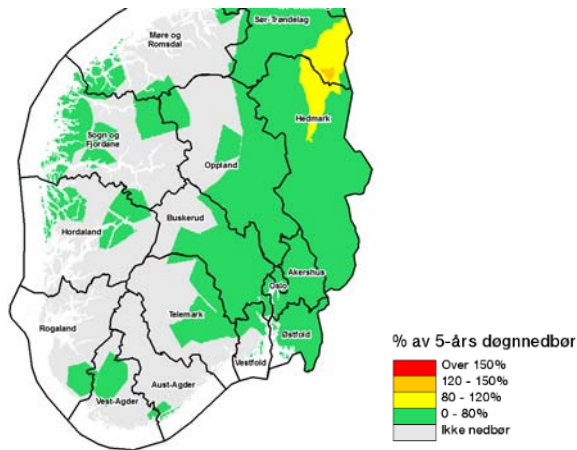 Sør-Trøndelag
Møre og
Romsdal
Hedmark
Sogn og
Fjordane
Oppland
Buskerud
Hordaland
Akershus
Oslo
Telemark
Rogaland
Østfold
Vestfold
Aust-Agder
Vest-Agder
% av 5-års døgnnedbør
Over 150%
120 - 150%
80 - 120%
0 - 80%
Ikke nedbør